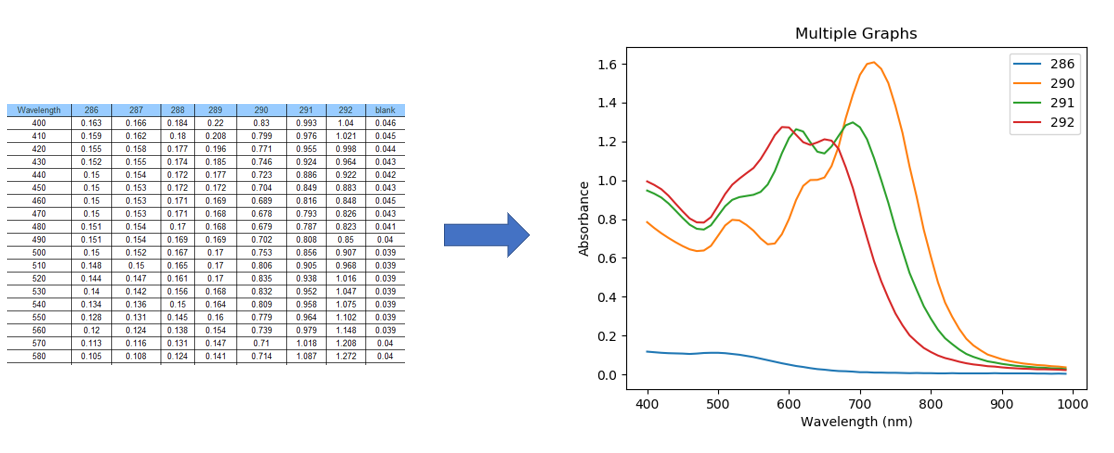 Wavelength 286 287 288 289 290 291 292 blank
400 0.163 0.166 0.184 0.22 0.83 0.993 1.04 0.046
410 0.159 0.162 0.18 0.208 0.799 0.976 1.021 0.045
420 0.155 0.158 0.177 0.196 0.771 0.955 0.998 0.044
430 0.152 0.155 0.174 0.185 0.746 0.924 0.964 0.043
440 0.15 0.154 0.172 0.177 0.723 0.886 0.922 0.042
450 0.15 0.153 0.172 0.172 0.704 0.849 0.883 0.043
460 0.15 0.153 0.171 0.169 0.689 0.816 0.848 0.045
470 0.15 0.153 0.171 0.168 0.678 0.793 0.826 0.043
480 0.151 0.154 0.17 0.168 0.679 0.787 0.823 0.041
490 0.151 0.154 0.169 0.169 0.702 0.808 0.85 0.04
500 0.15 0.152 0.167 0.17 0.753 0.856 0.907 0.039
510 0.148 0.15 0.165 0.17 0.806 0.905 0.968 0.039
520 0.144 0.147 0.161 0.17 0.835 0.938 1.016 0.039
530 0.14 0.142 0.156 0.168 0.832 0.952 1.047 0.039
540 0.134 0.136 0.15 0.164 0.809 0.958 1.075 0.039
550 0.128 0.131 0.145 0.16 0.779 0.964 1.102 0.039
560 0.12 0.124 0.138 0.154 0.739 0.979 1.148 0.039
570 0.113 0.116 0.131 0.147 0.71 1.018 1.208 0.04
580 0.105 0.108 0.124 0.141 0.714 1.087 1.272 0.04
Multiple Graphs
286
290
291
292
Absorbance
1.6
1.4
1.2
1.0
0.8
0.6
0.4
0.2
0.0
400 500 600 700 800 900 1000
Wavelength (nm)